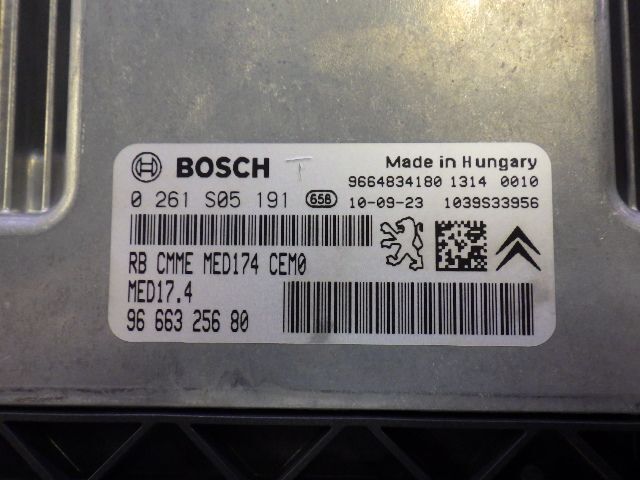 BOSCH T
Made in Hungary
9664834180 1314 0010
0 261 S05 191 658 10-09-23 1039S33956
RB CMME MED174 CEM0
MED17.4
96 663 256 80